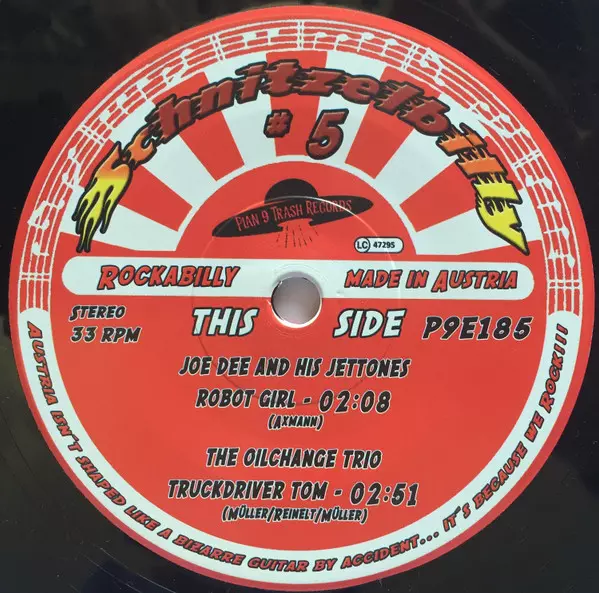 Schnitzelbilly
# 5
Plan 9 Trash Records
LC 47295
Rockabilly made in Austria
Stereo
33 RPM
THIS SIDE
P9E185
JOE DEE AND HIS JETTONES
ROBOT GIRL - 02:08
(AXMANN)
THE OILCHANGE TRIO
TRUCKDRIVER TOM - 02:51
(MÜLLER/REINELT/MÜLLER)
Austria isn't shaped like a bizarre guitar by accident... it's because we Rock!!!